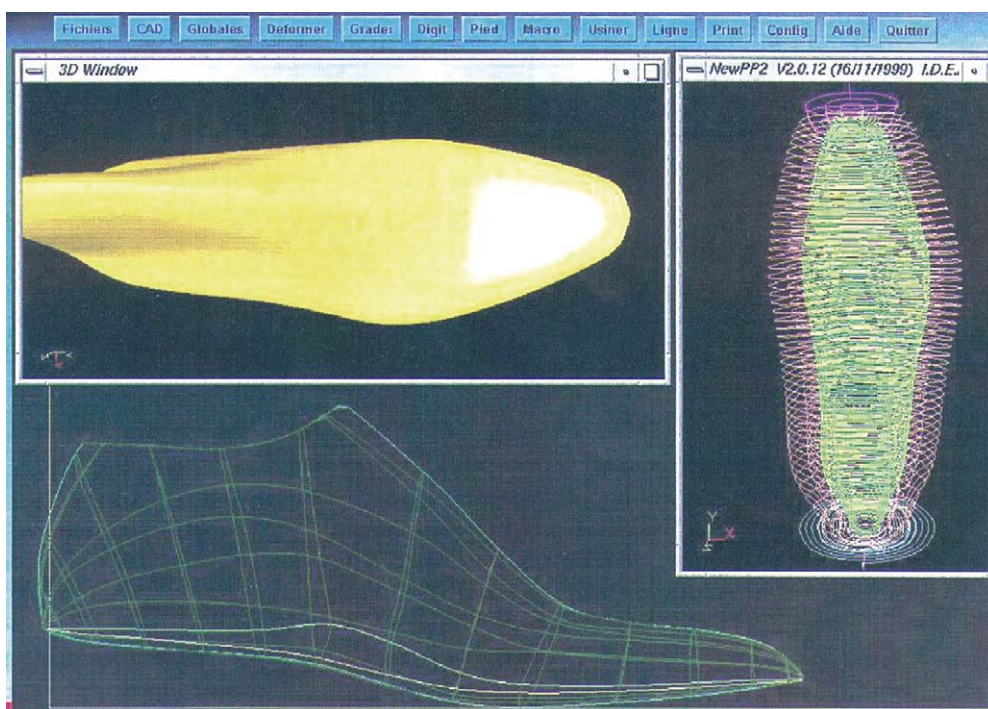 Fichiers CAD Globales Deformer Grader Digit Pied Macro Usiner Ligne Print Config Aide Quitter
3D Window
NewPP2 V2.0.12 (16/11/1999) I.D.E..
Y
X